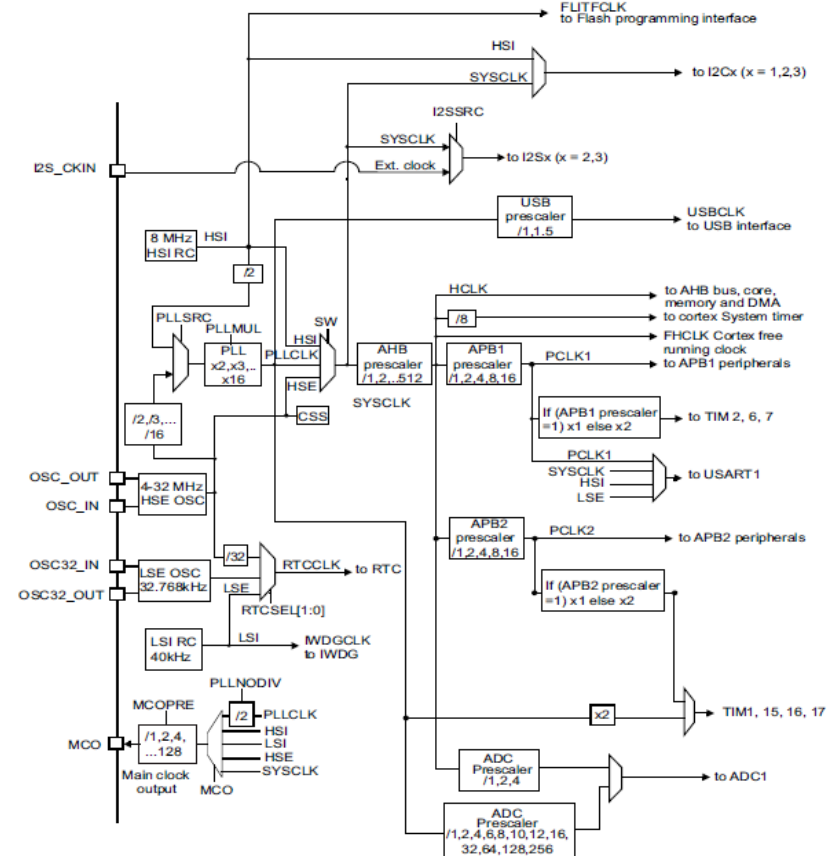 FLITFCLK
to Flash programming interface
HSI
SYSCLK
to I2Cx (x = 1,2,3)
I2SSRC
SYSCLK
Ext. clock
to I2Sx (x = 2,3)
I2S_CKIN
USB
prescaler
/1,1.5
USBCLK
to USB interface
8 MHz
HSI RC
HSI
/2
HCLK
to AHB bus, core,
memory and DMA
/8
to cortex System timer
FHCLK Cortex free
running clock
PLLSRC
PLLMUL
PLL
x2,x3,..
x16
SW
HSI
PLLCLK
HSE
AHB
prescaler
/1,2,..512
APB1
prescaler
/1,2,4,8,16
PCLK1
to APB1 peripherals
SYSCLK
CSS
/2,/3,...
/16
If (APB1 prescaler
=1) x1 else x2
to TIM 2, 6, 7
PCLK1
SYSCLK
HSI
LSE
to USART1
OSC_OUT
OSC_IN
4-32 MHz
HSE OSC
APB2
prescaler
/1,2,4,8,16
PCLK2
to APB2 peripherals
/32
OSC32_IN
OSC32_OUT
LSE OSC
32.768kHz
LSE
RTCCLK
to RTC
RTCSEL[1:0]
If (APB2 prescaler
=1) x1 else x2
LSI RC
40kHz
LSI
IWDGCLK
to IWDG
PLLNODIV
MCOPRE
/2
PLLCLK
HSI
LSI
HSE
SYSCLK
MCO
/1,2,4,
...128
Main clock
output
MCO
x2
TIM1, 15, 16, 17
ADC
Prescaler
/1,2,4
to ADC1
ADC
Prescaler
/1,2,4,6,8,10,12,16,
32,64,128,256